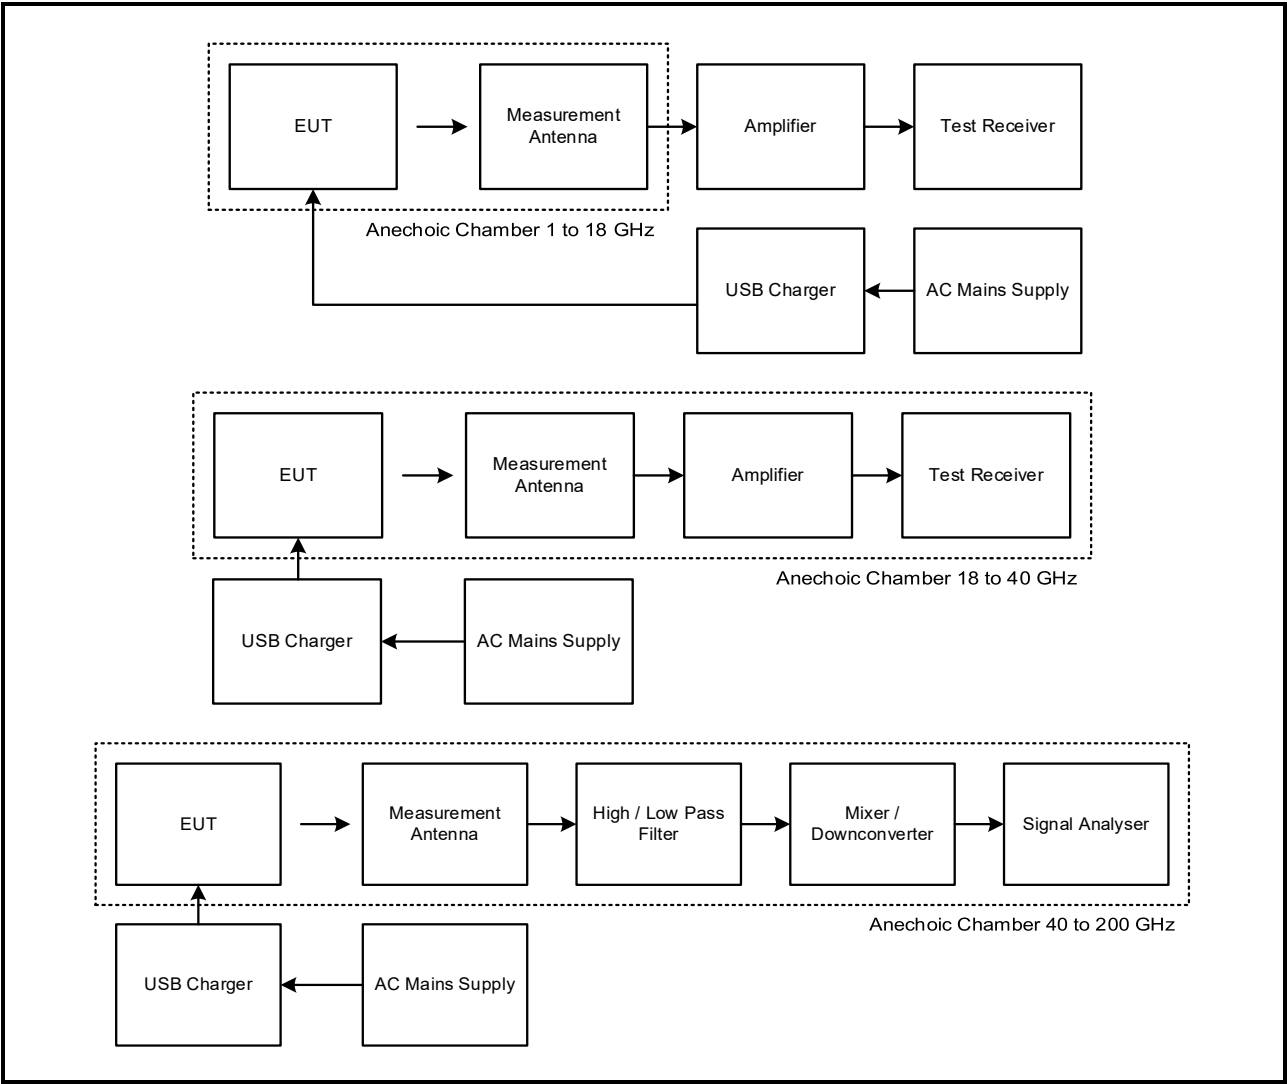 EUT
Measurement
Antenna
Amplifier
Test Receiver
Anechoic Chamber 1 to 18 GHz
USB Charger
AC Mains Supply
EUT
Measurement
Antenna
Amplifier
Test Receiver
Anechoic Chamber 18 to 40 GHz
USB Charger
AC Mains Supply
EUT
Measurement
Antenna
High / Low Pass
Filter
Mixer /
Downconverter
Signal Analyser
Anechoic Chamber 40 to 200 GHz
USB Charger
AC Mains Supply